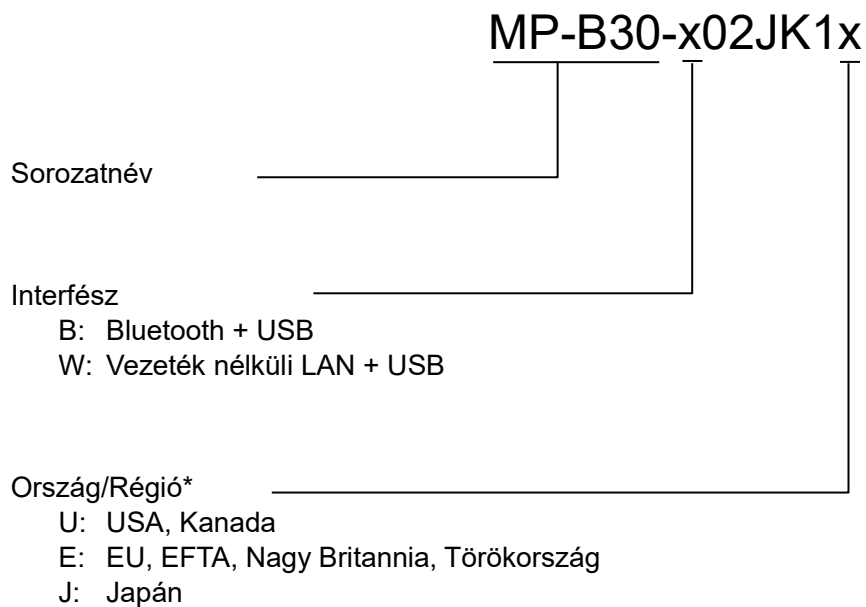 MP-B30-x02JK1x
Sorozatnév
Interfész
B: Bluetooth + USB
W: Vezeték nélküli LAN + USB
Ország/Régió*
U: USA, Kanada
E: EU, EFTA, Nagy Britannia, Törökország
J: Japán